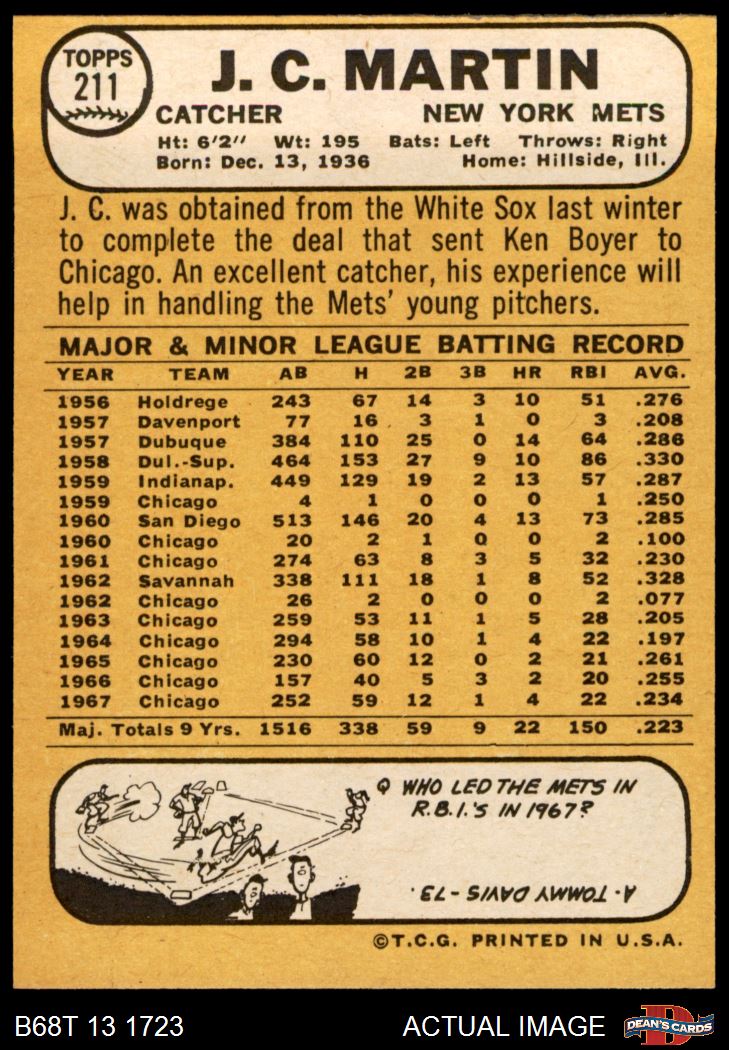 TOPPS
211
J. C. MARTIN
CATCHER NEW YORK METS
Ht: 6'2" Wt: 195 Bats: Left Throws: Right
Born: Dec. 13, 1936 Home: Hillside, Ill.
J. C. was obtained from the White Sox last winter
to complete the deal that sent Ken Boyer to
Chicago. An excellent catcher, his experience will
help in handling the Mets' young pitchers.
MAJOR & MINOR LEAGUE BATTING RECORD
YEAR TEAM AB H 2B 3B HR RBI AVG.
1956 Holdrege 243 67 14 3 10 51 .276
1957 Davenport 77 16 3 1 0 3 .208
1957 Dubuque 384 110 25 0 14 64 .286
1958 Dul.-Sup. 464 153 27 9 10 86 .330
1959 Indianap. 449 129 19 2 13 57 .287
1959 Chicago 4 1 0 0 0 1 .250
1960 San Diego 513 146 20 4 13 73 .285
1960 Chicago 20 2 1 0 0 2 .100
1961 Chicago 274 63 8 3 5 32 .230
1962 Savannah 338 111 18 1 8 52 .328
1962 Chicago 26 2 0 0 0 2 .077
1963 Chicago 259 53 11 1 5 28 .205
1964 Chicago 294 58 10 1 4 22 .197
1965 Chicago 230 60 12 0 2 21 .261
1966 Chicago 157 40 5 3 2 20 .255
1967 Chicago 252 59 12 1 4 22 .234
Maj. Totals 9 Yrs. 1516 338 59 9 22 150 .223
Q WHO LED THE METS IN
R.B.I.'S IN 1967?
A. TOMMY DAVIS - 73.
©T.C.G. PRINTED IN U.S.A.
B68T 13 1723 ACTUAL IMAGE
D
DEAN'S CARDS